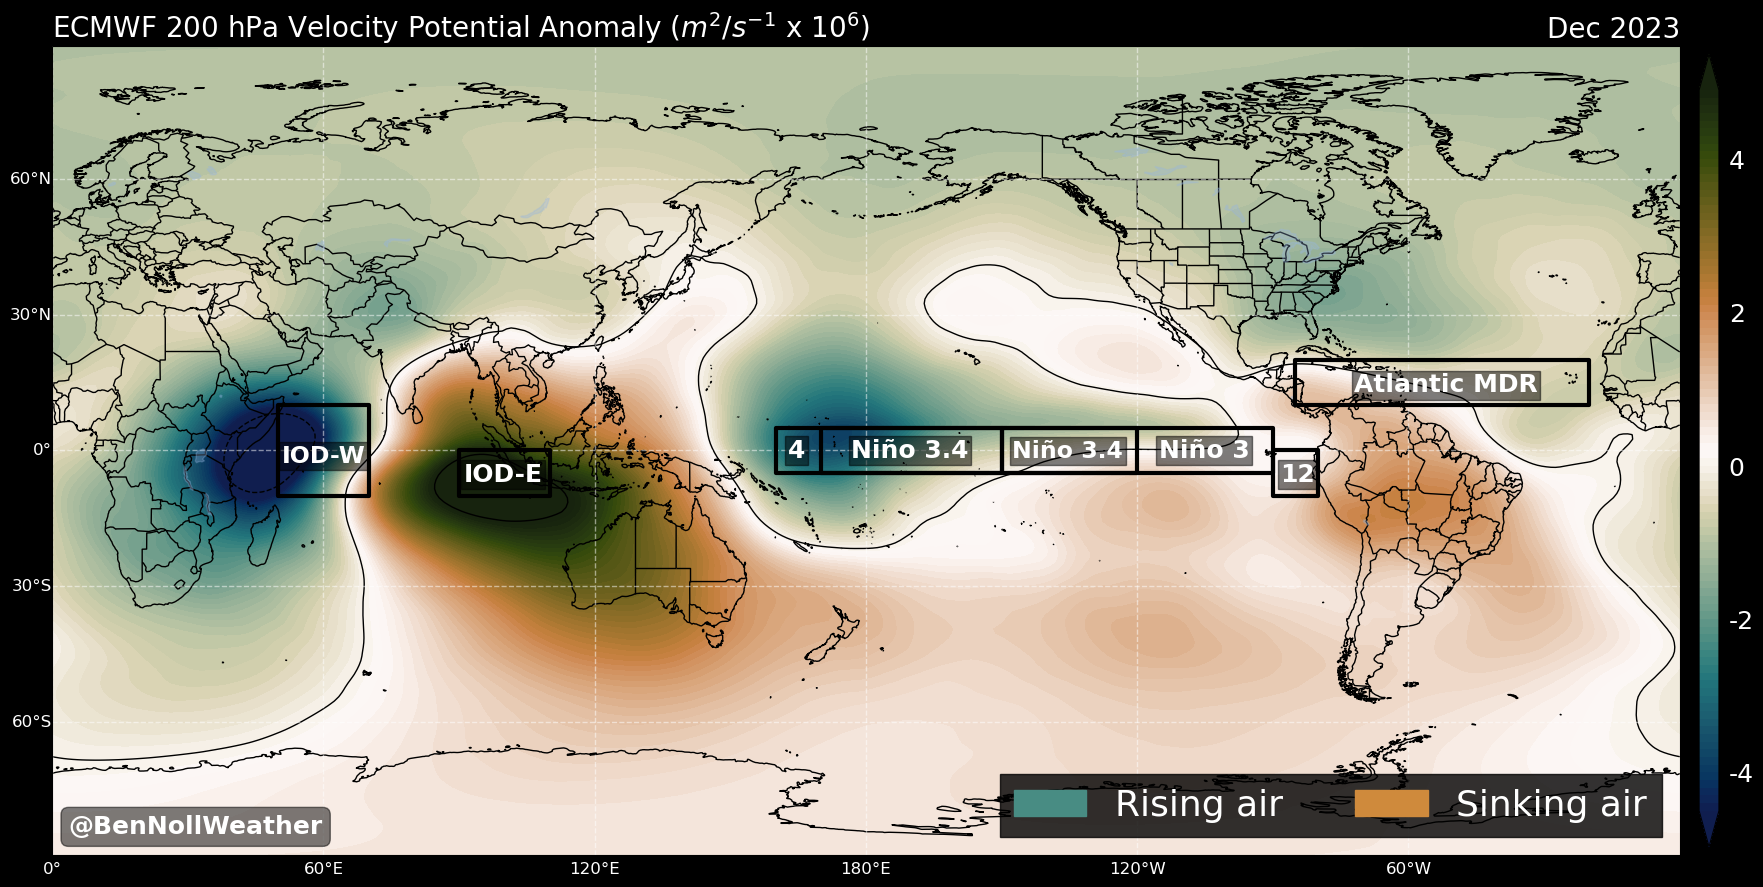 ECMWF 200 hPa Velocity Potential Anomaly (m²/s⁻¹ x 10⁶)
Dec 2023
60°N
30°N
0°
30°S
60°S
IOD-W
IOD-E
4
Niño 3.4
Niño 3.4
Niño 3
12
Atlantic MDR
4
2
0
-2
-4
Rising air
Sinking air
@BenNollWeather
0°
60°E
120°E
180°E
120°W
60°W